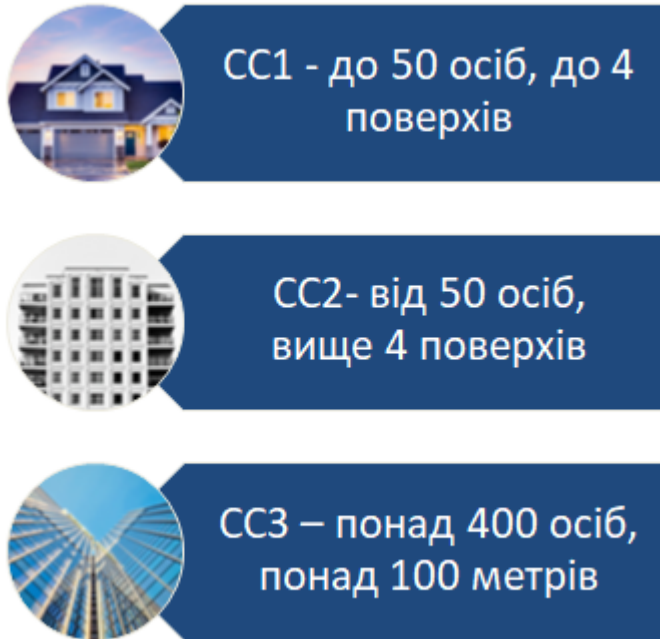 СС1 - до 50 осіб, до 4
поверхів
СС2- від 50 осіб,
вище 4 поверхів
СС3 – понад 400 осіб,
понад 100 метрів